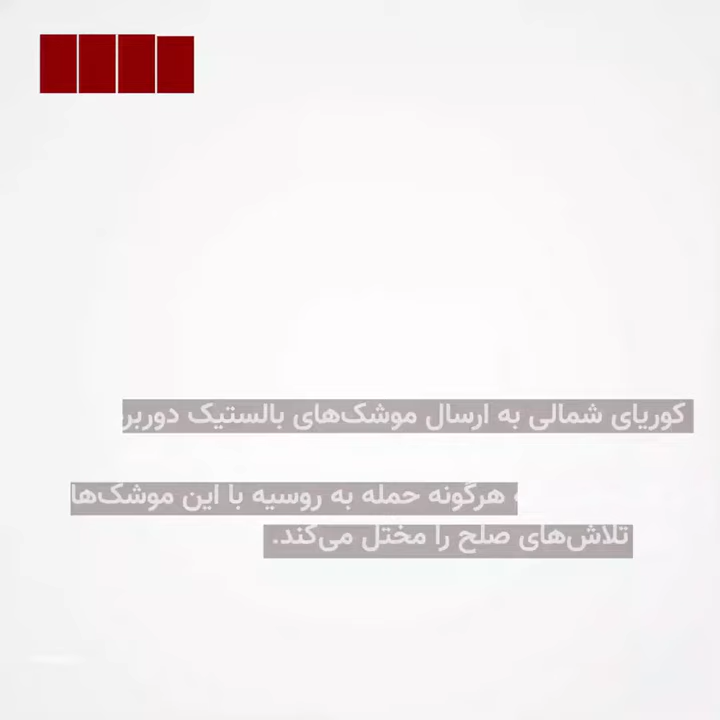 کوریای شمالی به ارسال موشک‌های بالستیک
هرگونه حمله به روسیه با این موشک‌ها
تلاش‌های صلح را مختل می‌کند.